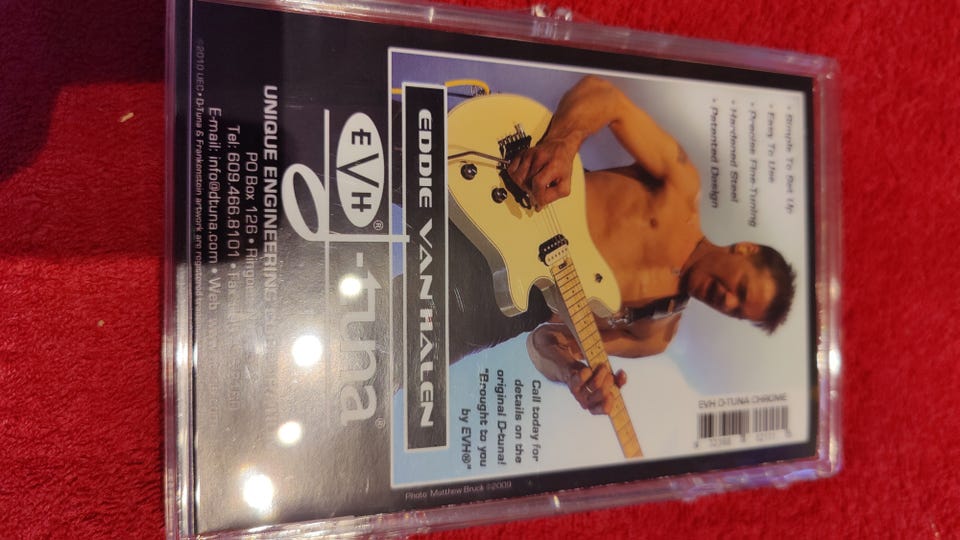 • Simple To Set Up
• Easy To Use
• Precise Fine-Tuning
• Hardened Steel
• Patented Design
EVH D-TUNA CHROME
Call today for
details on the
original D-tuna!
"Brought to you
by EVH®"
EDDIE VAN HALEN
Photo: Matthew Bruck ©2009
EVH® d-tuna®
UNIQUE ENGINEERING
PO Box 126 •
Tel: 609.466.8101 •
E-mail: info@dtuna.com • Web
©2010 UEC • D-Tuna & Frankenstein artwork are registered